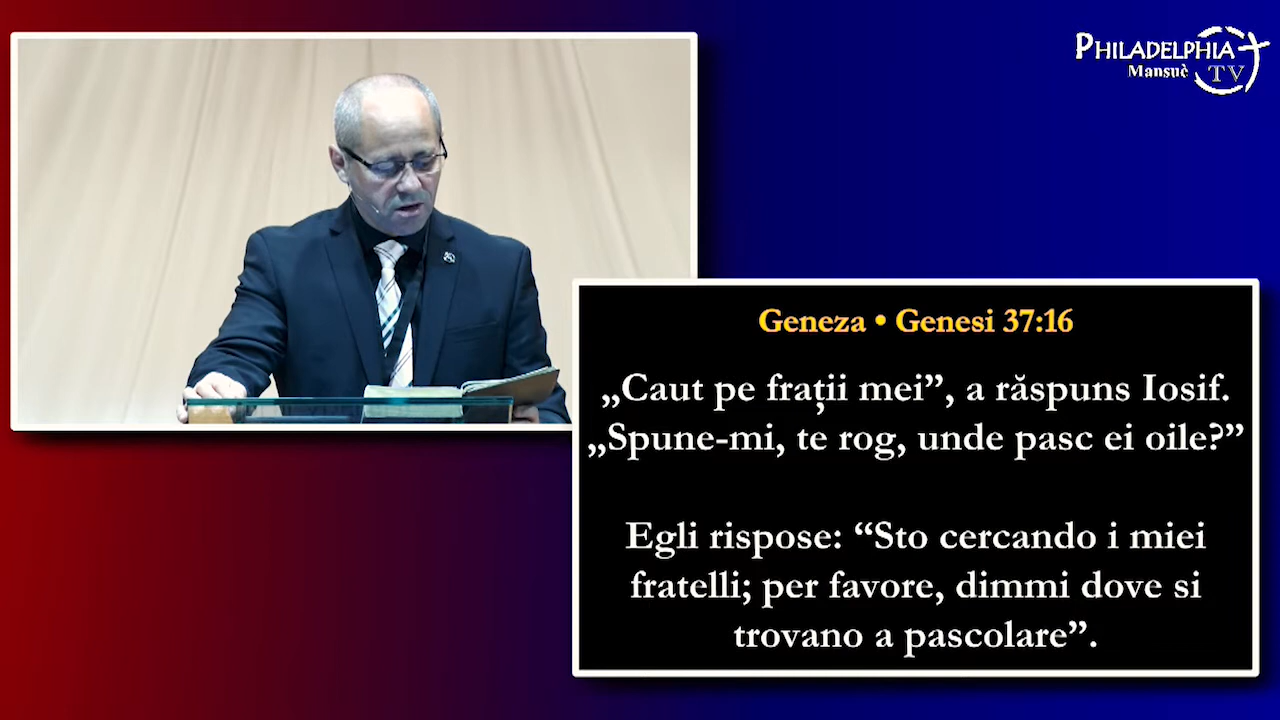 PHILADELPHIA
Mansuè TV
Geneza • Genesi 37:16
„Caut pe frații mei”, a răspuns Iosif.
„Spune-mi, te rog, unde pasc ei oile?”
Egli rispose: “Sto cercando i miei
fratelli; per favore, dimmi dove si
trovano a pascolare”.